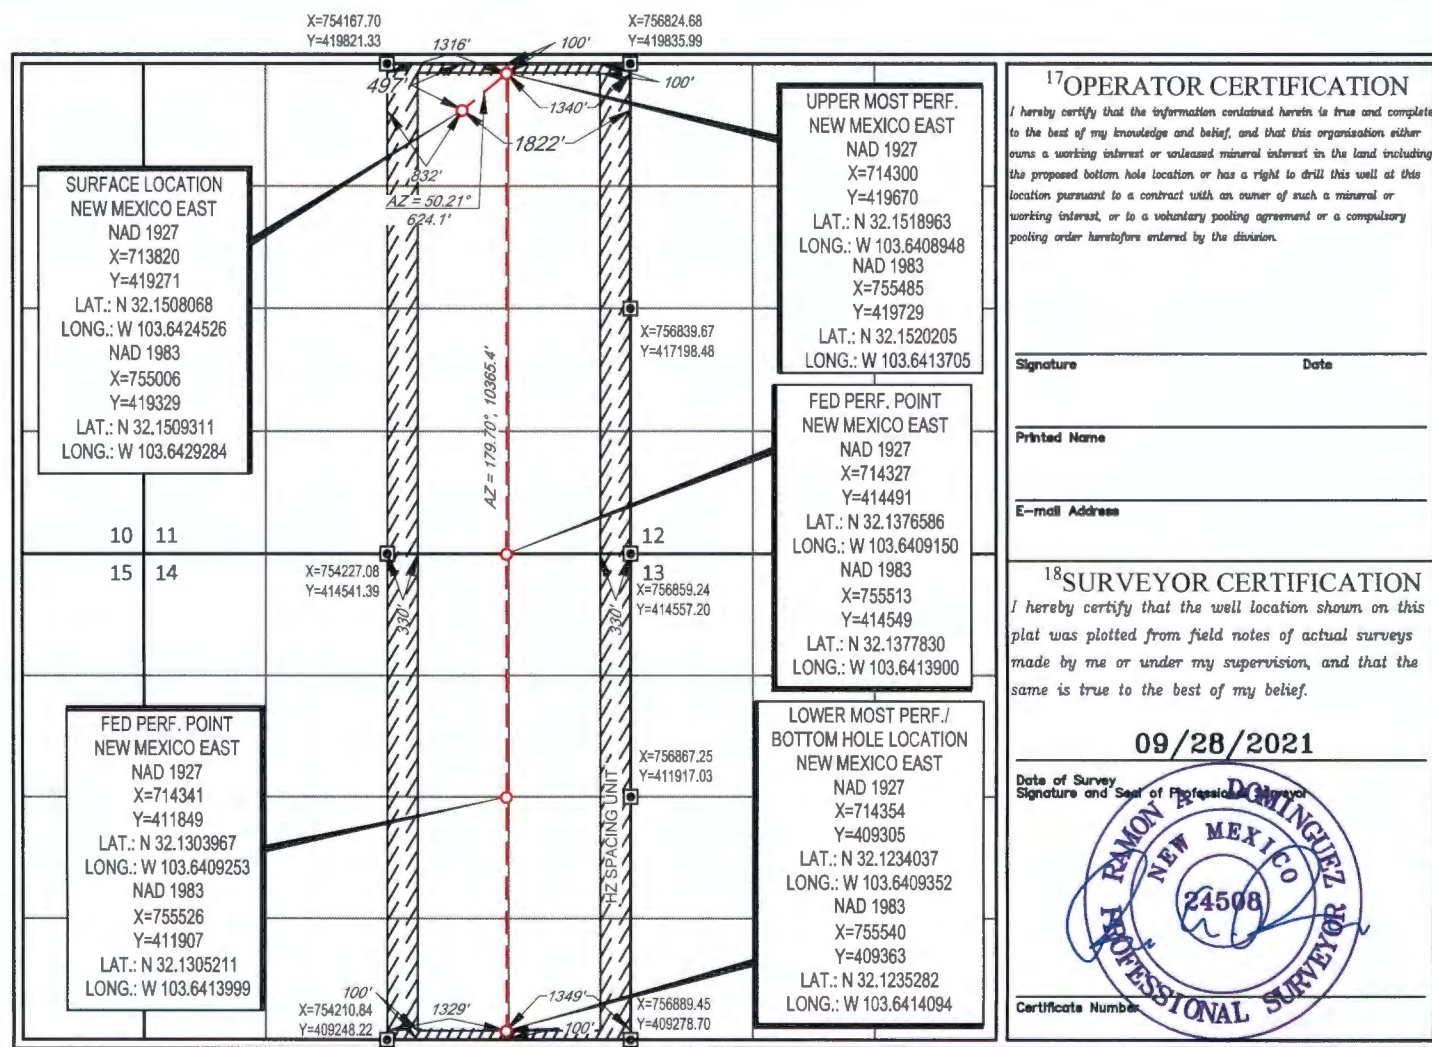 X=754167.70
Y=419821.33
1316'
100'
X=756824.68
Y=419835.99
497'
100'
1340'
1822'
832'
AZ = 50.21°
624.1'
SURFACE LOCATION
NEW MEXICO EAST
NAD 1927
X=713820
Y=419271
LAT.: N 32.1508068
LONG.: W 103.6424526
NAD 1983
X=755006
Y=419329
LAT.: N 32.1509311
LONG.: W 103.6429284
UPPER MOST PERF.
NEW MEXICO EAST
NAD 1927
X=714300
Y=419670
LAT.: N 32.1518963
LONG.: W 103.6408948
NAD 1983
X=755485
Y=419729
LAT.: N 32.1520205
LONG.: W 103.6413705
X=756839.67
Y=417198.48
AZ = 179.70°, 10365.4'
FED PERF. POINT
NEW MEXICO EAST
NAD 1927
X=714327
Y=414491
LAT.: N 32.1376586
LONG.: W 103.6409150
NAD 1983
X=755513
Y=414549
LAT.: N 32.1377830
LONG.: W 103.6413900
10 11
15 14
12
13
X=754227.08
Y=414541.39
X=756859.24
Y=414557.20
330'
330'
FED PERF. POINT
NEW MEXICO EAST
NAD 1927
X=714341
Y=411849
LAT.: N 32.1303967
LONG.: W 103.6409253
NAD 1983
X=755526
Y=411907
LAT.: N 32.1305211
LONG.: W 103.6413999
X=756867.25
Y=411917.03
HZ SPACING UNIT
LOWER MOST PERF./
BOTTOM HOLE LOCATION
NEW MEXICO EAST
NAD 1927
X=714354
Y=409305
LAT.: N 32.1234037
LONG.: W 103.6409352
NAD 1983
X=755540
Y=409363
LAT.: N 32.1235282
LONG.: W 103.6414094
100'
X=754210.84
Y=409248.22
1329'
1349'
100'
X=756889.45
Y=409278.70
17OPERATOR CERTIFICATION
I hereby certify that the information contained herein is true and complete
to the best of my knowledge and belief, and that this organisation either
owns a working interest or unleased mineral interest in the land including
the proposed bottom hole location or has a right to drill this well at this
location pursuant to a contract with an owner of such a mineral or
working interest, or to a voluntary pooling agreement or a compulsory
pooling order heretofore entered by the division.
Signature Date
Printed Name
E-mail Address
18SURVEYOR CERTIFICATION
I hereby certify that the well location shown on this
plat was plotted from field notes of actual surveys
made by me or under my supervision, and that the
same is true to the best of my belief.
09/28/2021
Date of Survey
Signature and Seal of Professional Surveyor
RAMON A. DOMINGUEZ
NEW MEXICO
24508
PROFESSIONAL SURVEYOR
Certificate Number